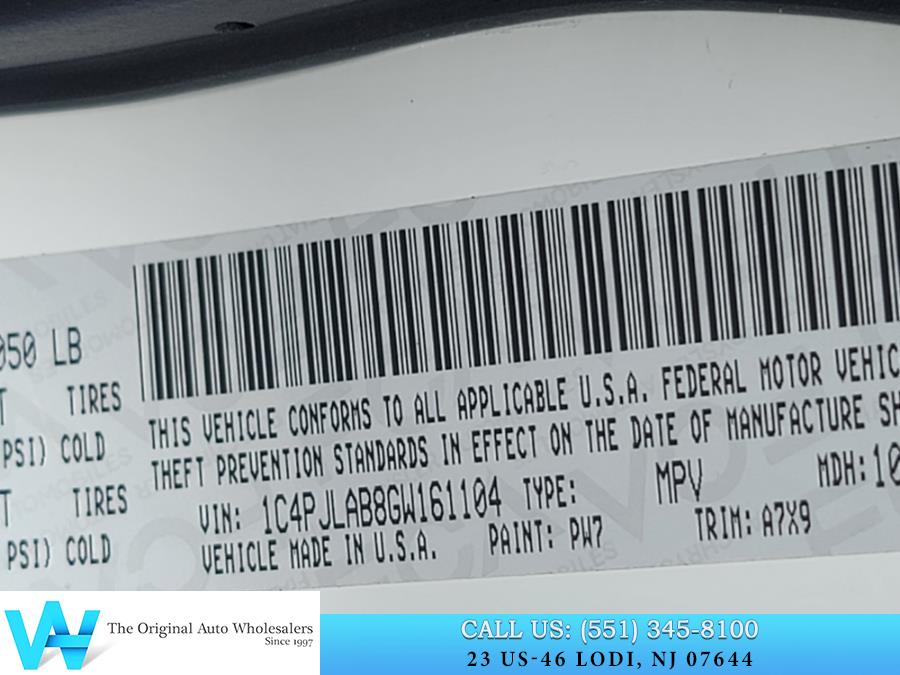 050 LB
TIRES
PSI) COLD
TIRES
PSI) COLD
THIS VEHICLE CONFORMS TO ALL APPLICABLE U.S.A. FEDERAL MOTOR VEHIC
THEFT PREVENTION STANDARDS IN EFFECT ON THE DATE OF MANUFACTURE SH
VIN: 1C4PJLAB8GW161104 TYPE: MPV MDH: 10
VEHICLE MADE IN U.S.A. PAINT: PW7 TRIM: A7X9
The Original Auto Wholesalers
Since 1997
CALL US: (551) 345-8100
23 US-46 LODI, NJ 07644